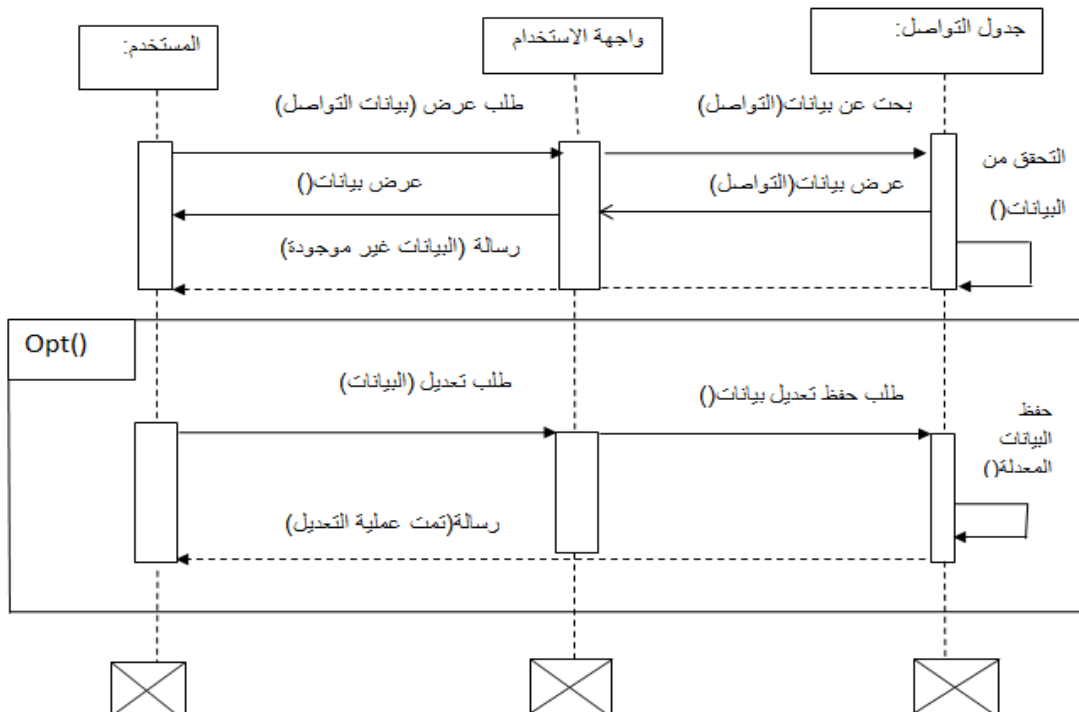 المستخدم:
واجهة الاستخدام
جدول التواصل:
طلب عرض (بيانات التواصل)
بحت عن بيانات(التواصل)
التحقق من
البيانات()
عرض بيانات()
عرض بيانات(التواصل)
رسالة (البيانات غير موجودة)
Opt()
طلب تعديل (البيانات)
طلب حفظ تعديل بيانات()
حفظ
البيانات
المعدلة()
رسالة(تمت عملية التعديل)